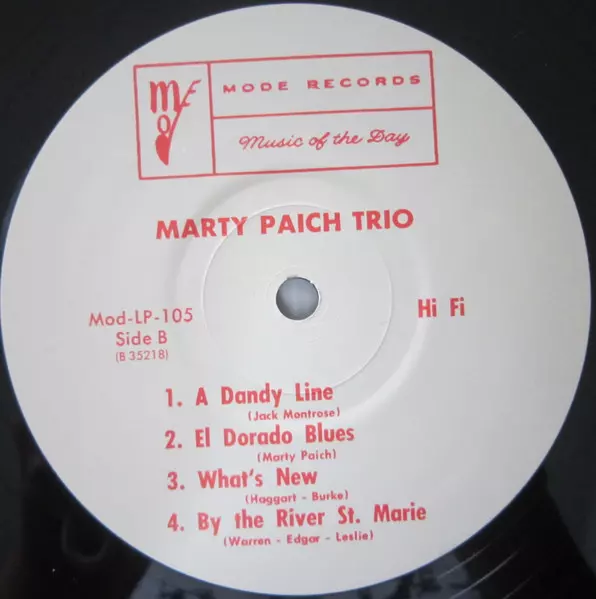 MODE RECORDS
Music of the Day
MARTY PAICH TRIO
Mod-LP-105
Side B
(B 35218)
Hi Fi
1. A Dandy Line
(Jack Montrose)
2. El Dorado Blues
(Marty Paich)
3. What's New
(Haggart - Burke)
4. By the River St. Marie
(Warren - Edgar - Leslie)